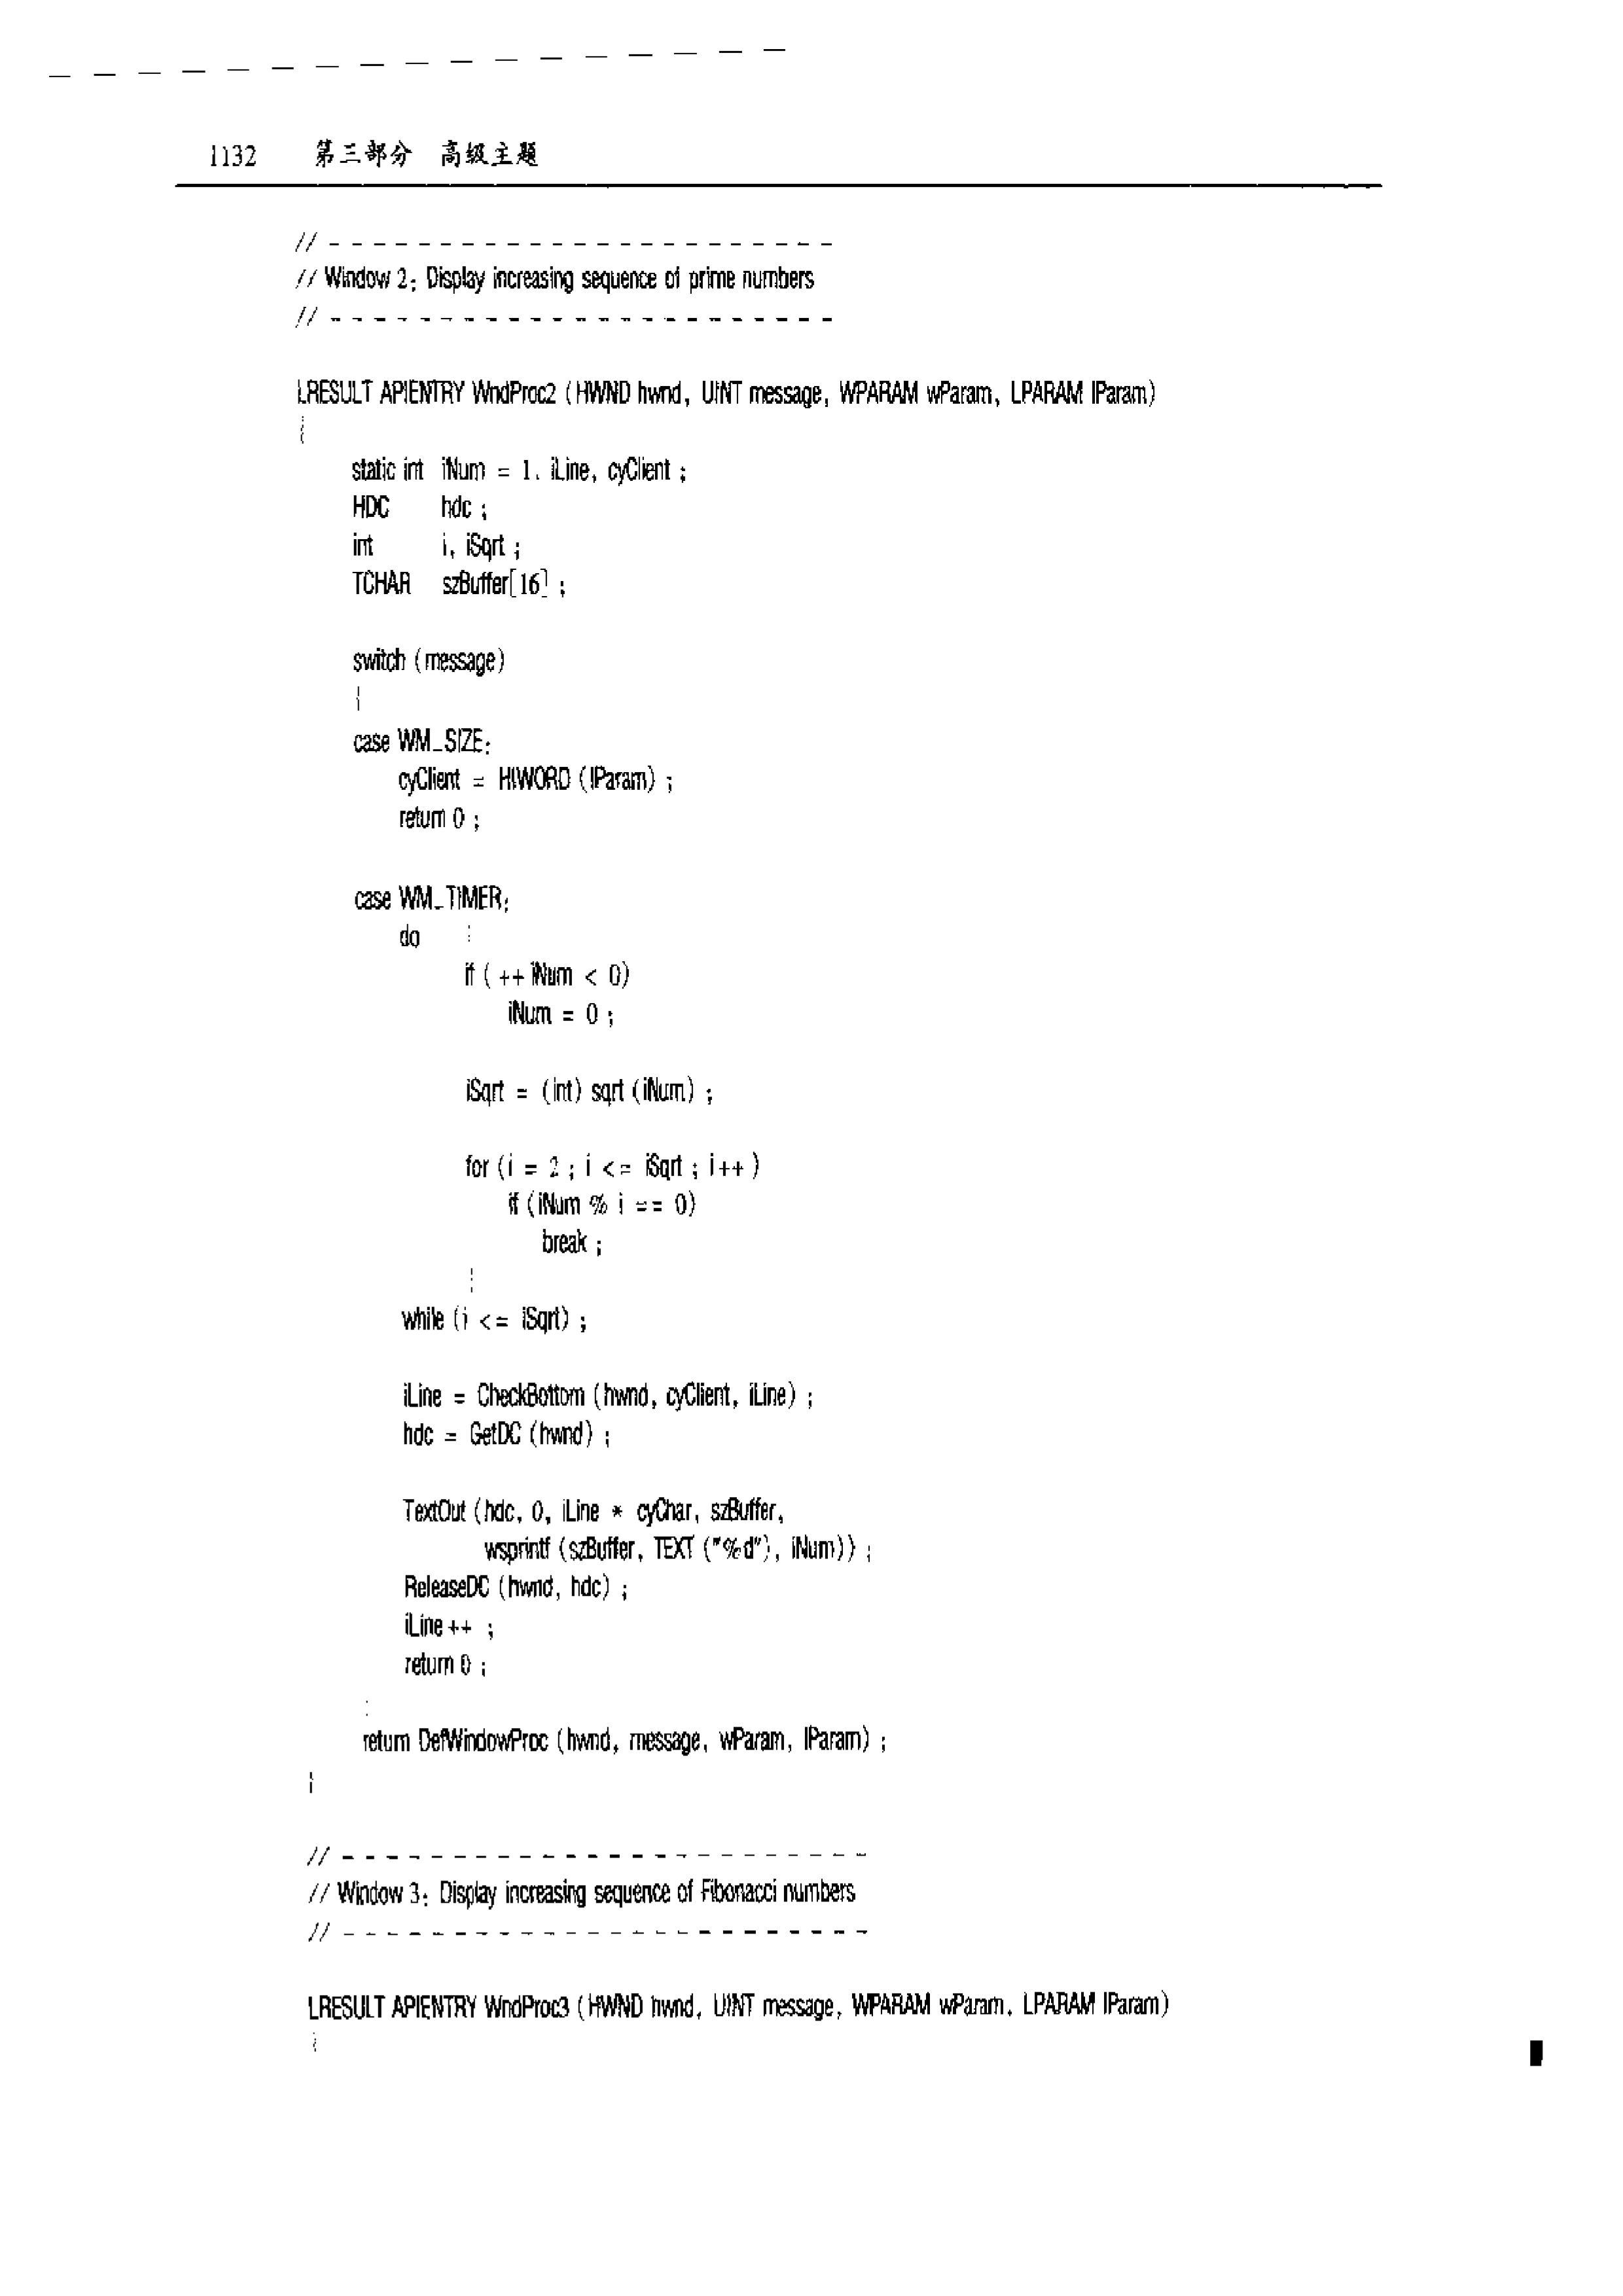 1132 第三部分 高级主题
// - - - - - - - - - - - - - - - - - - - - - - -
// Window 2: Display increasing sequence of prime numbers
// - - - - - - - - - - - - - - - - - - - - - - -
LRESULT APIENTRY WndProc2 (HWND hwnd, UINT message, WPARAM wParam, LPARAM lParam)
{
static int iNum = 1, iLine, cyClient ;
HDC hdc ;
int i, iSqrt ;
TCHAR szBuffer[16] ;
switch (message)
{
case WM_SIZE:
cyClient = HIWORD (lParam) ;
return 0 ;
case WM_TIMER:
do {
if ( ++ iNum < 0)
iNum = 0 ;
iSqrt = (int) sqrt (iNum) ;
for (i = 2 ; i <= iSqrt ; i++ )
if (iNum % i == 0)
break ;
}
while (i <= iSqrt) ;
iLine = CheckBottom (hwnd, cyClient, iLine) ;
hdc = GetDC (hwnd) ;
TextOut (hdc, 0, iLine * cyChar, szBuffer,
wsprintf (szBuffer, TEXT ("%d"), iNum)) ;
ReleaseDC (hwnd, hdc) ;
iLine ++ ;
return 0 ;
}
return DefWindowProc (hwnd, message, wParam, lParam) ;
}
// - - - - - - - - - - - - - - - - - - - - - - - -
// Window 3: Display increasing sequence of Fibonacci numbers
// - - - - - - - - - - - - - - - - - - - - - - - -
LRESULT APIENTRY WndProc3 (HWND hwnd, UINT message, WPARAM wParam, LPARAM lParam)
{